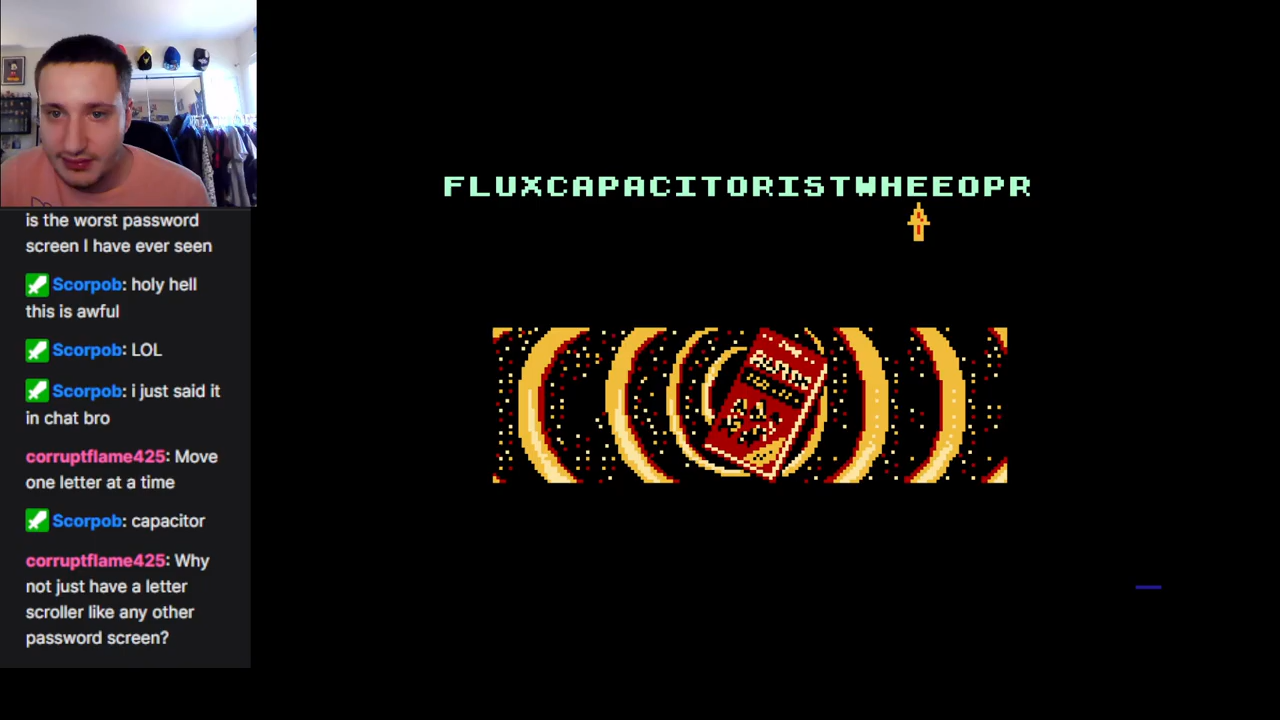 FLUXCAPACITORISTWHEEOPR
is the worst password
screen I have ever seen
Scorpob: holy hell
this is awful
Scorpob: LOL
Scorpob: i just said it
in chat bro
corruptflame425: Move
one letter at a time
Scorpob: capacitor
corruptflame425: Why
not just have a letter
scroller like any other
password screen?